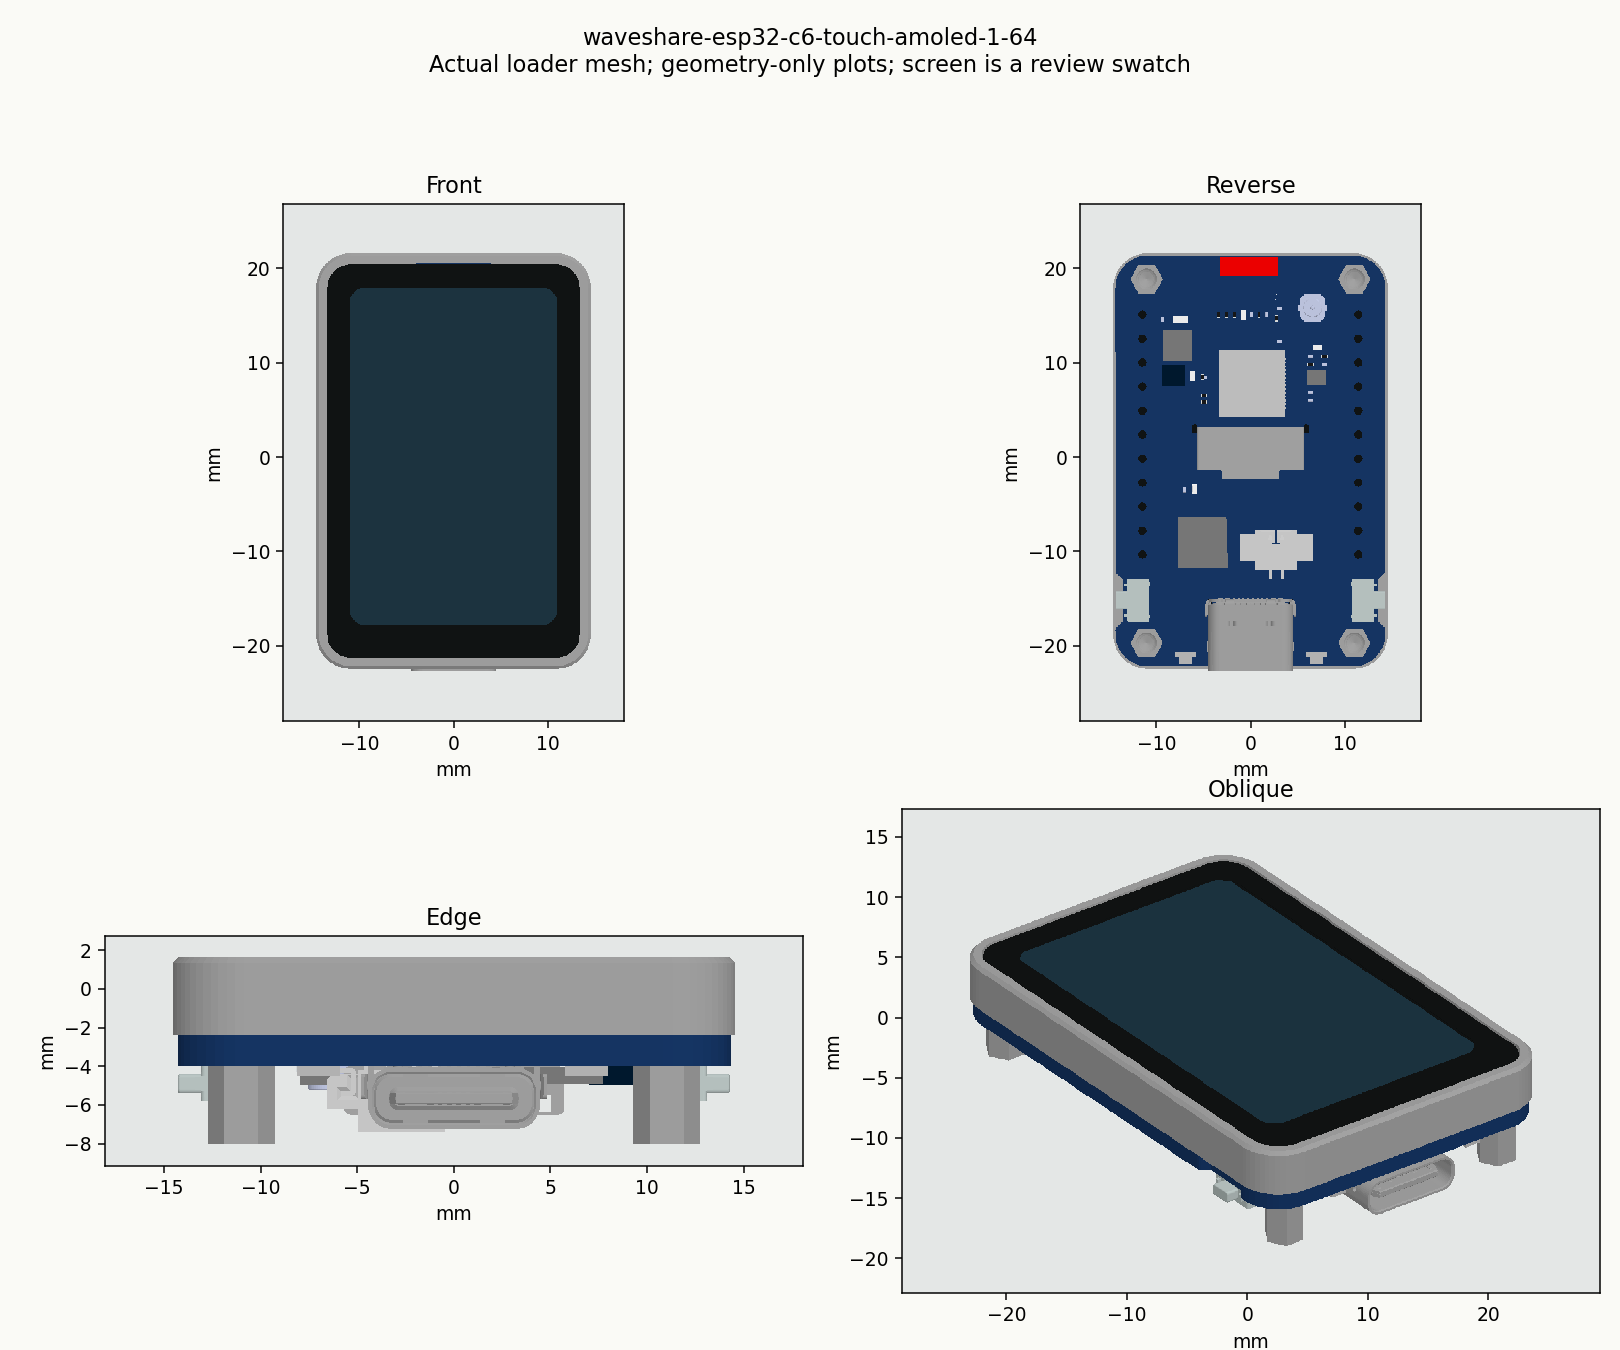 waveshare-esp32-c6-touch-amoled-1-64
Actual loader mesh; geometry-only plots; screen is a review swatch
Front
20
10
0
−10
−20
mm
−10 0 10
mm
Reverse
20
10
0
−10
−20
mm
−10 0 10
mm
Edge
2
0
−2
−4
−6
−8
mm
−15 −10 −5 0 5 10 15
mm
Oblique
15
10
5
0
−5
−10
−15
−20
mm
−20 −10 0 10 20
mm